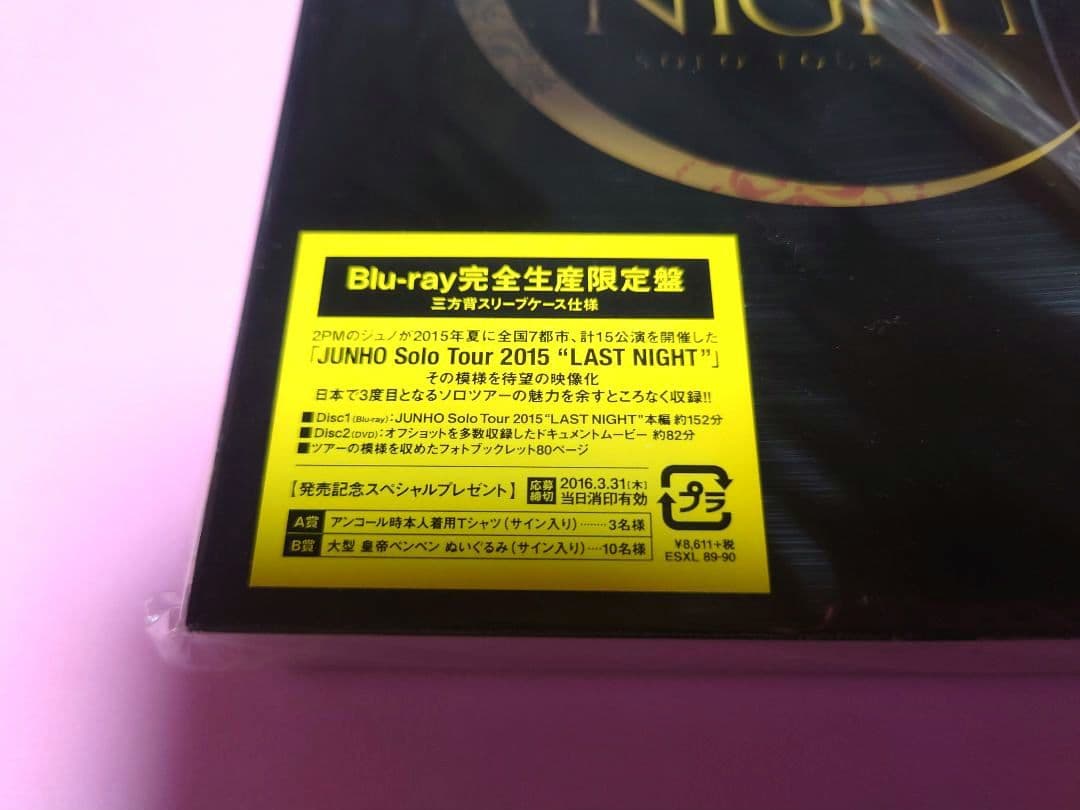 NIGHT
SOLO TOUR
Blu-ray完全生産限定盤
三方背スリーブケース仕様
2PMのジュノが2015年夏に全国7都市、計15公演を開催した
「JUNHO Solo Tour 2015 “LAST NIGHT”」
その模様を待望の映像化
日本で3度目となるソロツアーの魅力を余すところなく収録!!
■Disc1(Blu-ray):JUNHO Solo Tour 2015“LAST NIGHT”本編 約152分
■Disc2(DVD):オフショットを多数収録したドキュメントムービー 約82分
■ツアーの模様を収めたフォトブックレット80ページ
【発売記念スペシャルプレゼント】 応募締切 2016.3.31[木] 当日消印有効
A賞 アンコール時本人着用Tシャツ(サイン入り)……3名様
B賞 大型 皇帝ペンペン ぬいぐるみ(サイン入り)…10名様
プラ
¥8,611+税
ESXL 89-90